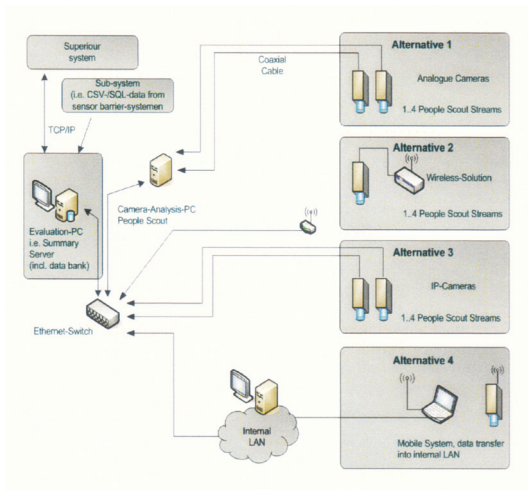 Superiour
system
Sub-system
(i.e. CSV-/SQL-data from
sensor barrier-systemen
TCP/IP
Evaluation-PC
i.e. Summary
Server
(incl. data bank)
Camera-Analysis-PC
People Scout
Ethernet-Switch
Coaxial
Cable
Internal
LAN
Alternative 1
Analogue Cameras
1..4 People Scout Streams
Alternative 2
Wireless-Solution
1..4 People Scout Streams
Alternative 3
IP-Cameras
1..4 People Scout Streams
Alternative 4
Mobile System, data transfer
into internal LAN